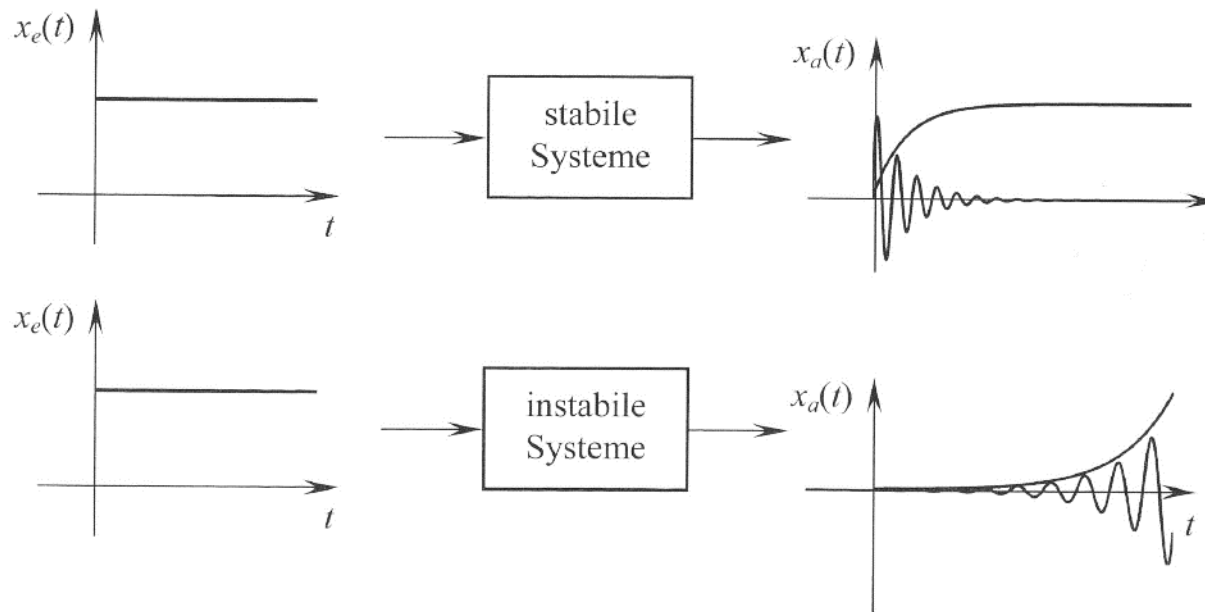 x_e(t)
t
stabile
Systeme
x_a(t)
x_e(t)
t
instabile
Systeme
x_a(t)
t